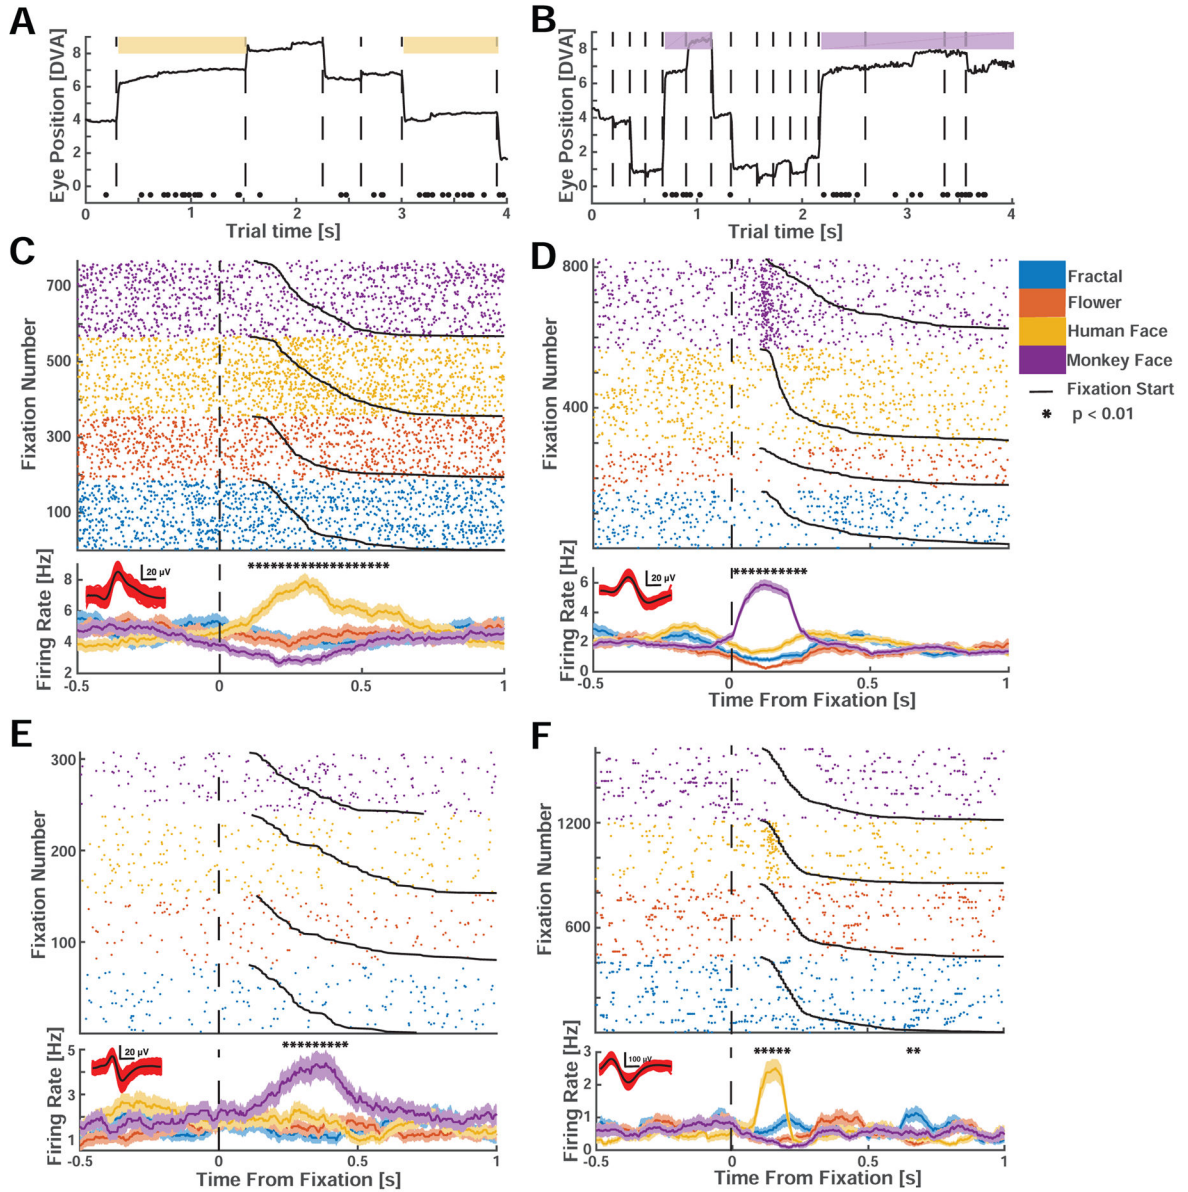 A
Eye Position [DVA]
8
6
4
2
0
0 1 2 3 4
Trial time [s]
B
Eye Position [DVA]
8
6
4
2
0
0 1 2 3 4
Trial time [s]
C
Fixation Number
700
500
300
100
Firing Rate [Hz]
8
6
4
2
20 µV
*******************
-0.5 0 0.5 1
D
Fixation Number
800
400
0
Firing Rate [Hz]
6
4
2
0
20 µV
***********
-0.5 0 0.5 1
Time From Fixation [s]
Fractal
Flower
Human Face
Monkey Face
Fixation Start
* p < 0.01
E
Fixation Number
300
200
100
Firing Rate [Hz]
5
3
1
20 µV
*********
-0.5 0 0.5 1
Time From Fixation [s]
F
Fixation Number
1200
600
Firing Rate [Hz]
3
2
1
0
100 µV
*****
**
-0.5 0 0.5 1
Time From Fixation [s]